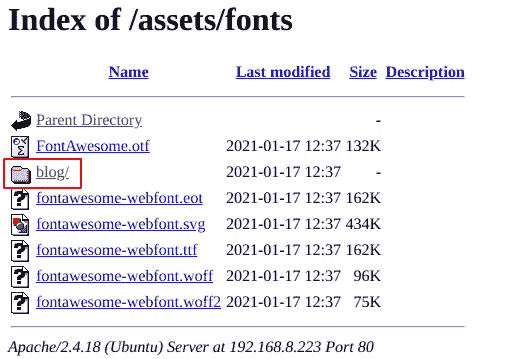 Index of /assets/fonts
Name Last modified Size Description
Parent Directory -
FontAwesome.otf 2021-01-17 12:37 132K
blog/ 2021-01-17 12:37 -
fontawesome-webfont.eot 2021-01-17 12:37 162K
fontawesome-webfont.svg 2021-01-17 12:37 434K
fontawesome-webfont.ttf 2021-01-17 12:37 162K
fontawesome-webfont.woff 2021-01-17 12:37 96K
fontawesome-webfont.woff2 2021-01-17 12:37 75K
Apache/2.4.18 (Ubuntu) Server at 192.168.8.223 Port 80